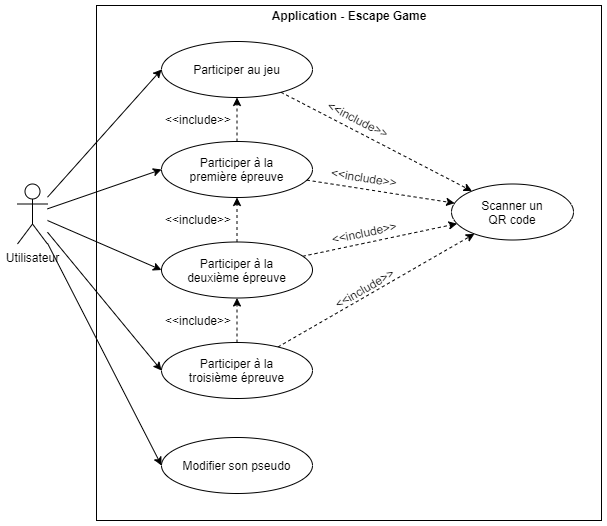 Application - Escape Game
Participer au jeu
<<include>>
<<include>>
Participer à la
première épreuve
<<include>>
Scanner un
QR code
Utilisateur
<<include>>
<<include>>
Participer à la
deuxième épreuve
<<include>>
<<include>>
Participer à la
troisième épreuve
Modifier son pseudo